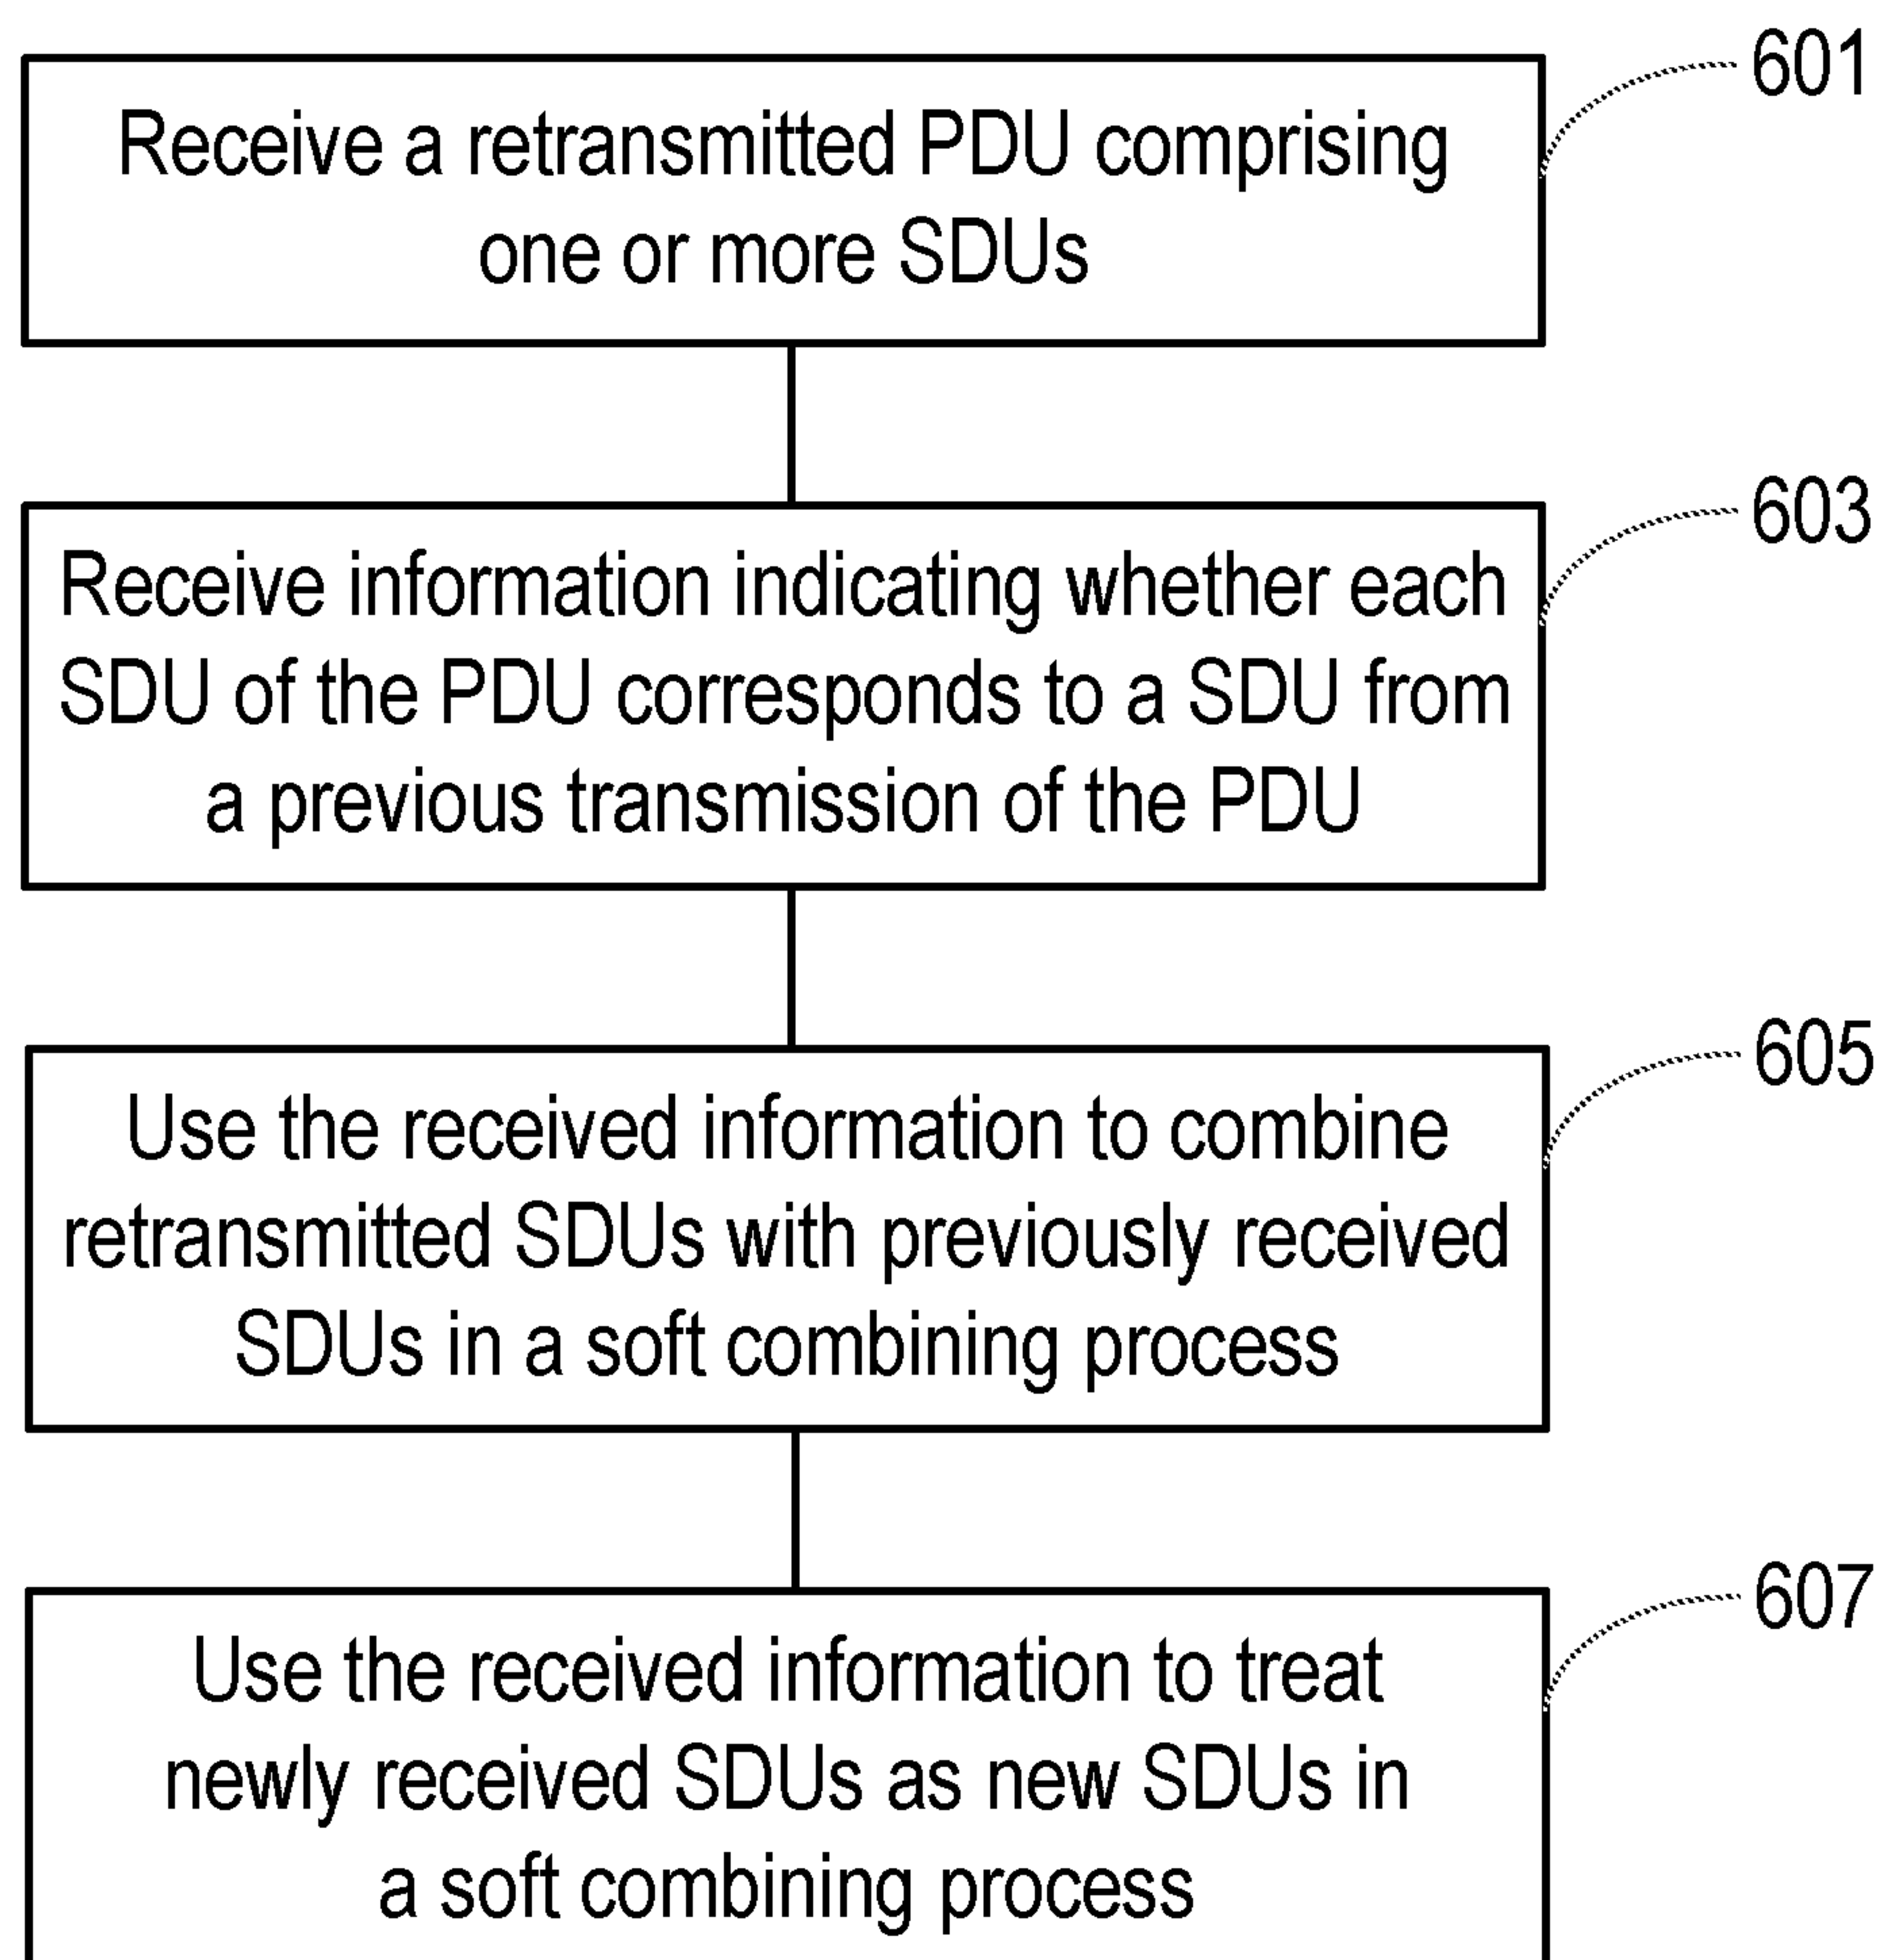 601
Receive a retransmitted PDU comprising
one or more SDUs
603
Receive information indicating whether each
SDU of the PDU corresponds to a SDU from
a previous transmission of the PDU
605
Use the received information to combine
retransmitted SDUs with previously received
SDUs in a soft combining process
607
Use the received information to treat
newly received SDUs as new SDUs in
a soft combining process